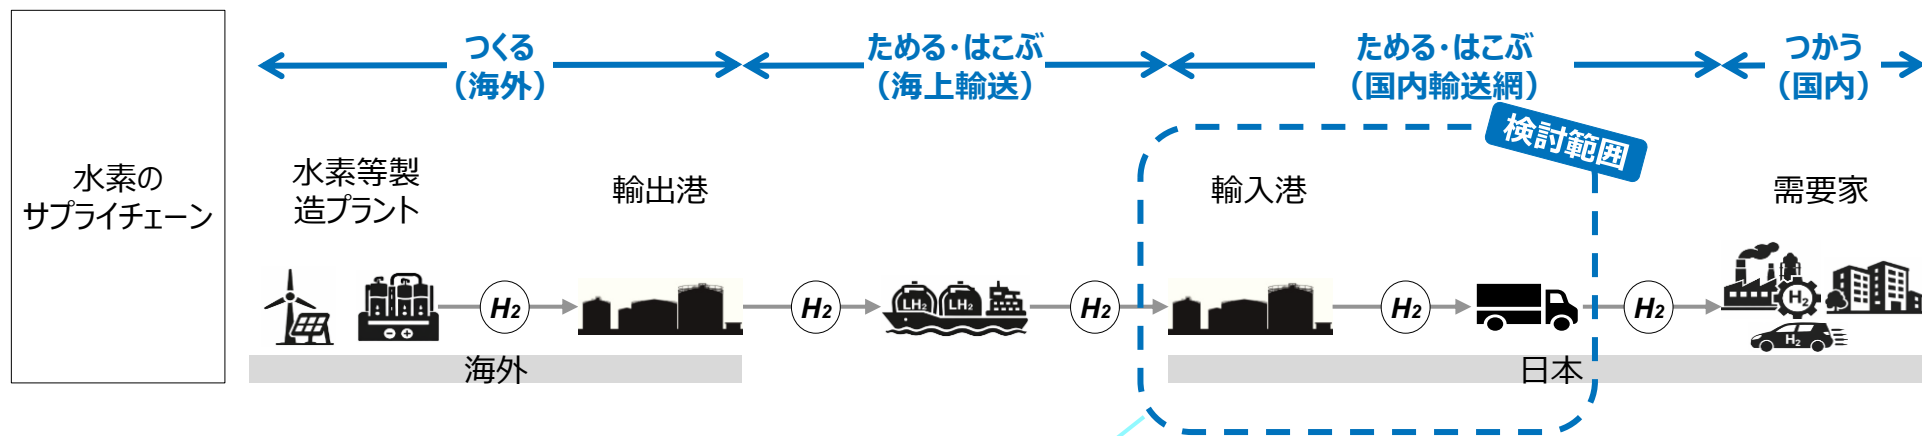 つくる
（海外）
ためる・はこぶ
（海上輸送）
ためる・はこぶ
（国内輸送網）
つかう
（国内）
検討範囲
水素の
サプライチェーン
水素等製
造プラント
輸出港
輸入港
需要家
H2
H2
LH2
LH2
H2
H2
H2
H2
H2
海外
日本